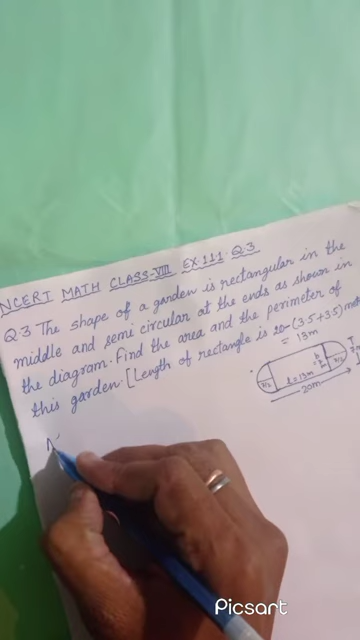 NCERT MATH CLASS-VIII EX-11.1 Q.3
Q.3 The shape of a garden is rectangular in the
middle and semi circular at the ends as shown in
the diagram. Find the area and the perimeter of
this garden. [Length of rectangle is 20-(3.5+3.5)
= 13m
l=13m
20m
Picsart